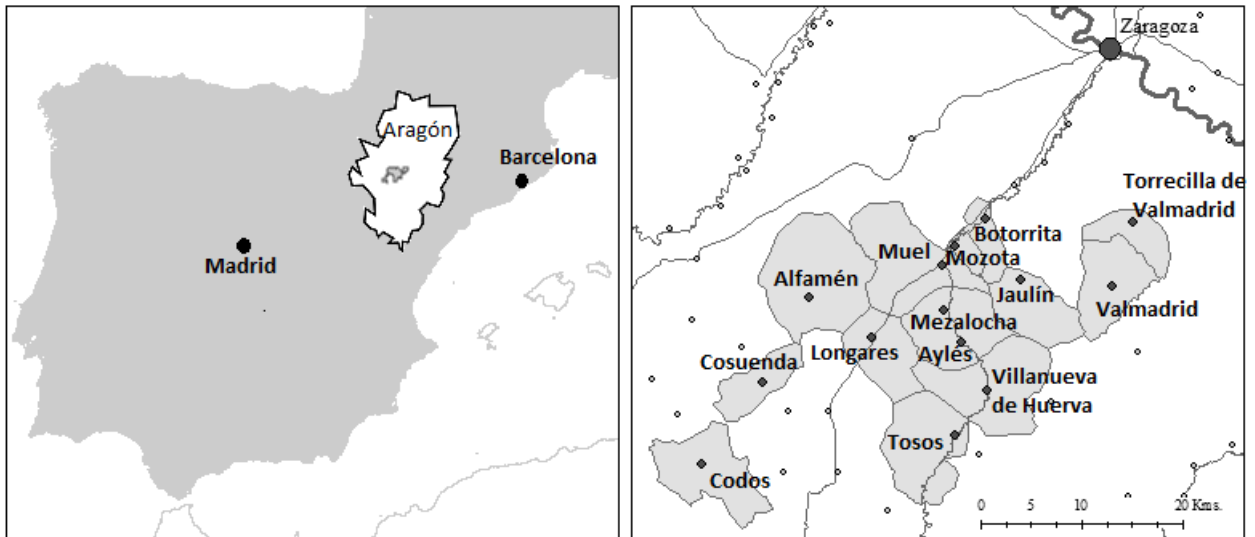 Aragón
Barcelona
Madrid
Zaragoza
Torrecilla de
Valmadrid
Botorrita
Muel
Mozota
Alfamén
Jaulín
Valmadrid
Mezalocha
Longares
Aylés
Cosuenda
Villanueva
de Huerva
Tosos
Codos
0 5 10 20 Kms.